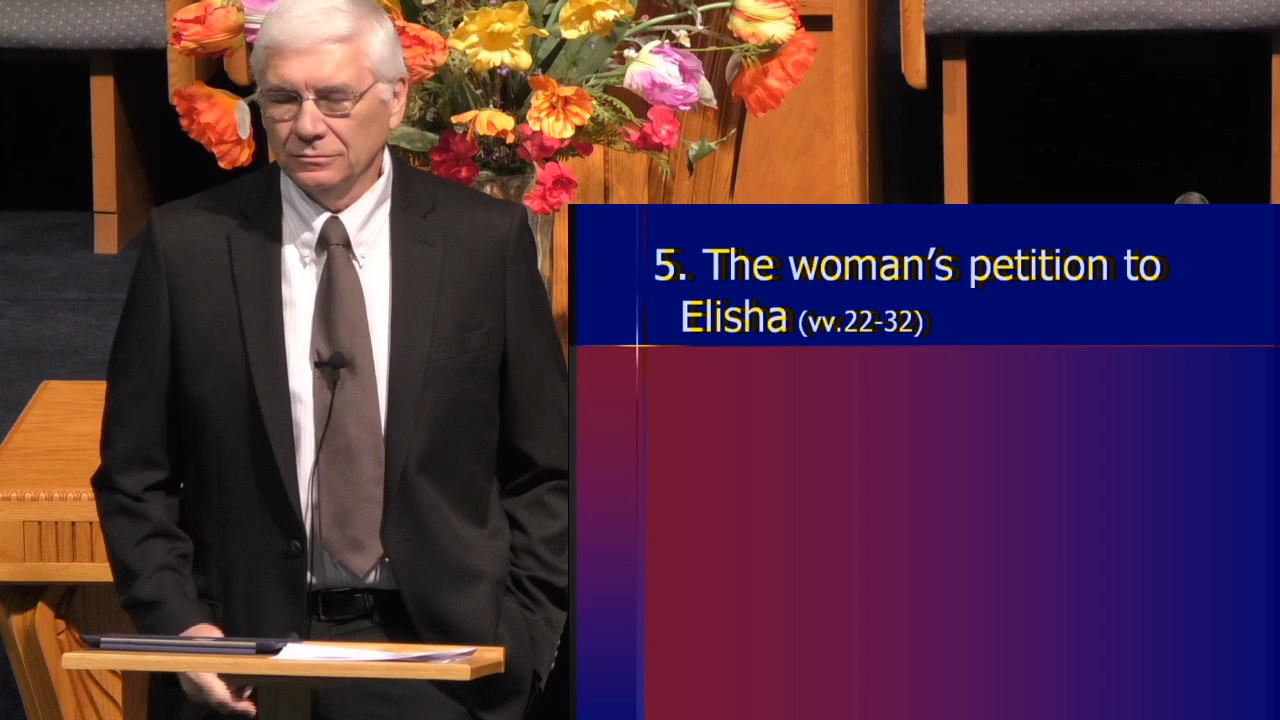 5. The woman’s petition to
Elisha (vv.22-32)